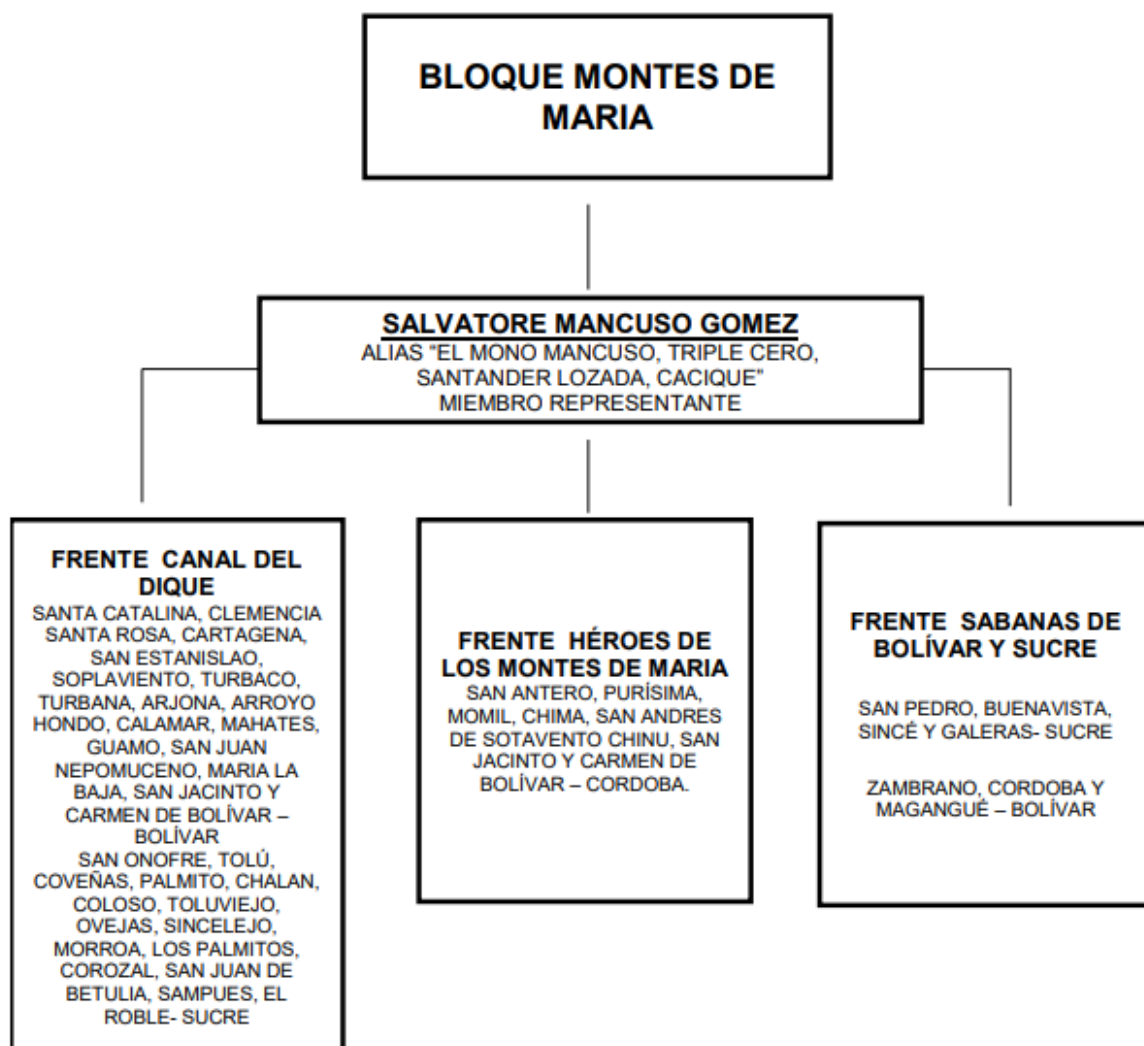 BLOQUE MONTES DE
MARIA
SALVATORE MANCUSO GOMEZ
ALIAS "EL MONO MANCUSO, TRIPLE CERO,
SANTANDER LOZADA, CACIQUE"
MIEMBRO REPRESENTANTE
FRENTE CANAL DEL
DIQUE
SANTA CATALINA, CLEMENCIA
SANTA ROSA, CARTAGENA,
SAN ESTANISLAO,
SOPLAVIENTO, TURBACO,
TURBANA, ARJONA, ARROYO
HONDO, CALAMAR, MAHATES,
GUAMO, SAN JUAN
NEPOMUCENO, MARIA LA
BAJA, SAN JACINTO Y
CARMEN DE BOLÍVAR –
BOLÍVAR
SAN ONOFRE, TOLÚ,
COVEÑAS, PALMITO, CHALAN,
COLOSO, TOLUVIEJO,
OVEJAS, SINCELEJO,
MORROA, LOS PALMITOS,
COROZAL, SAN JUAN DE
BETULIA, SAMPUES, EL
ROBLE- SUCRE
FRENTE HÉROES DE
LOS MONTES DE MARIA
SAN ANTERO, PURÍSIMA,
MOMIL, CHIMA, SAN ANDRES
DE SOTAVENTO CHINU, SAN
JACINTO Y CARMEN DE
BOLÍVAR – CORDOBA.
FRENTE SABANAS DE
BOLÍVAR Y SUCRE
SAN PEDRO, BUENAVISTA,
SINCÉ Y GALERAS- SUCRE
ZAMBRANO, CORDOBA Y
MAGANGUÉ – BOLÍVAR